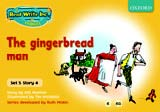 Read Write Inc.
OXFORD
The gingerbread
man
Set 5 Story 4
Series developed by Ruth Miskin